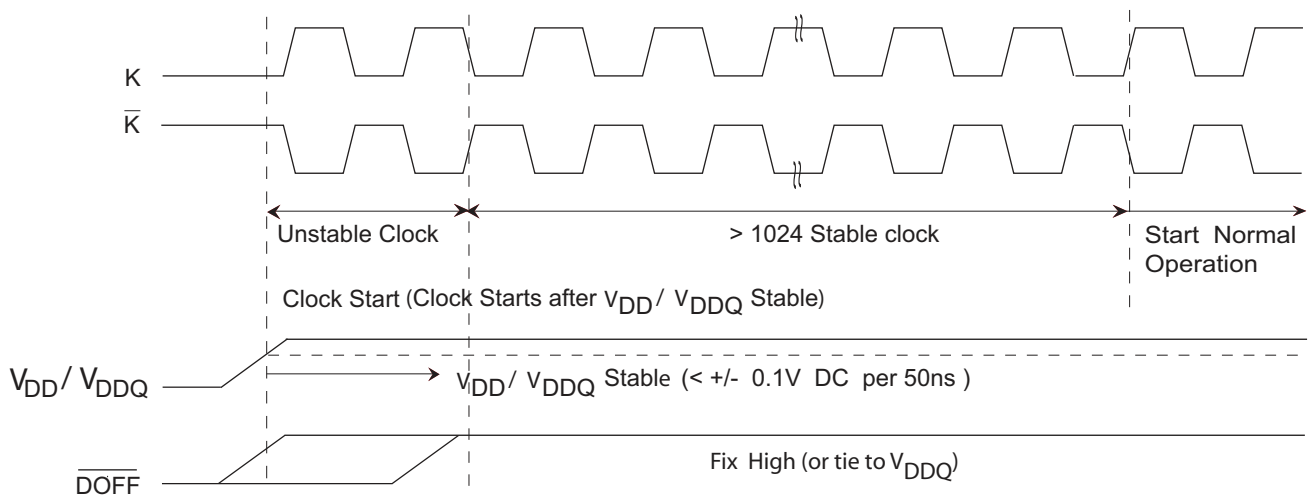 K
K̅
Unstable Clock
> 1024 Stable clock
Start Normal
Operation
Clock Start (Clock Starts after VDD / VDDQ Stable)
VDD / VDDQ
VDD / VDDQ Stable (< +/- 0.1V DC per 50ns )
Fix High (or tie to VDDQ)
D̅O̅F̅F̅